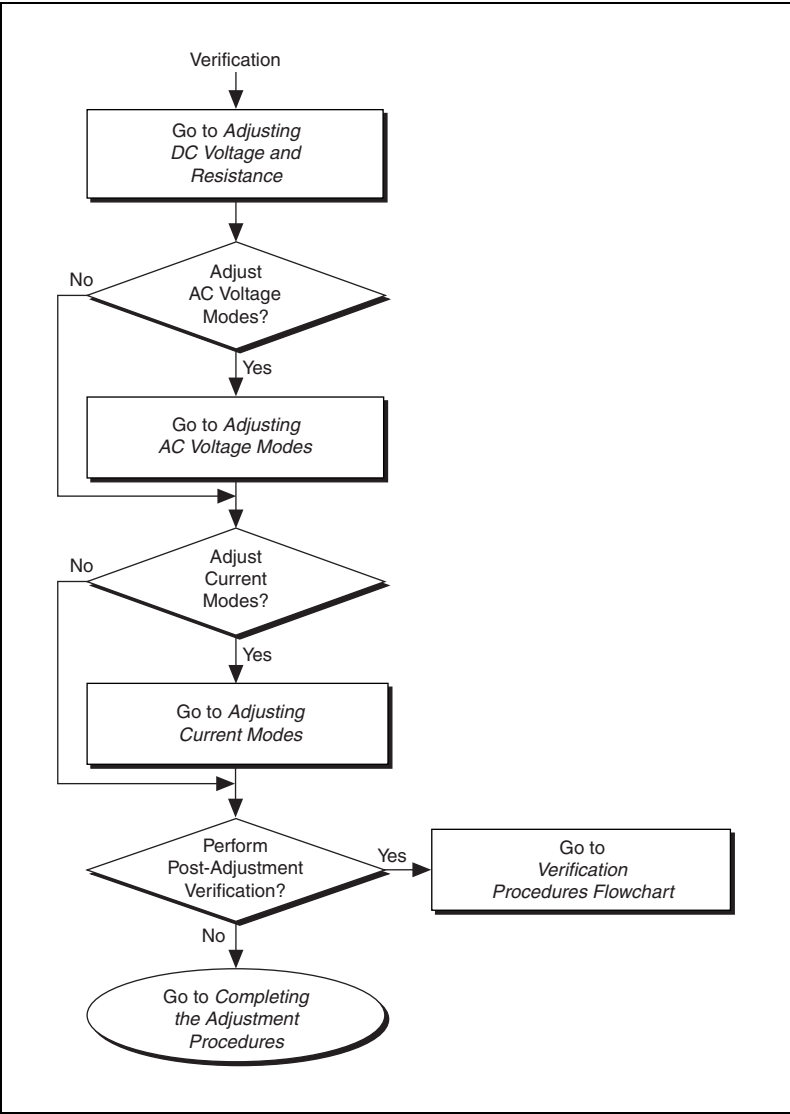 Verification
Go to Adjusting
DC Voltage and
Resistance
No
Adjust
AC Voltage
Modes?
Yes
Go to Adjusting
AC Voltage Modes
No
Adjust
Current
Modes?
Yes
Go to Adjusting
Current Modes
Perform
Post-Adjustment
Verification?
Yes
Go to
Verification
Procedures Flowchart
No
Go to Completing
the Adjustment
Procedures